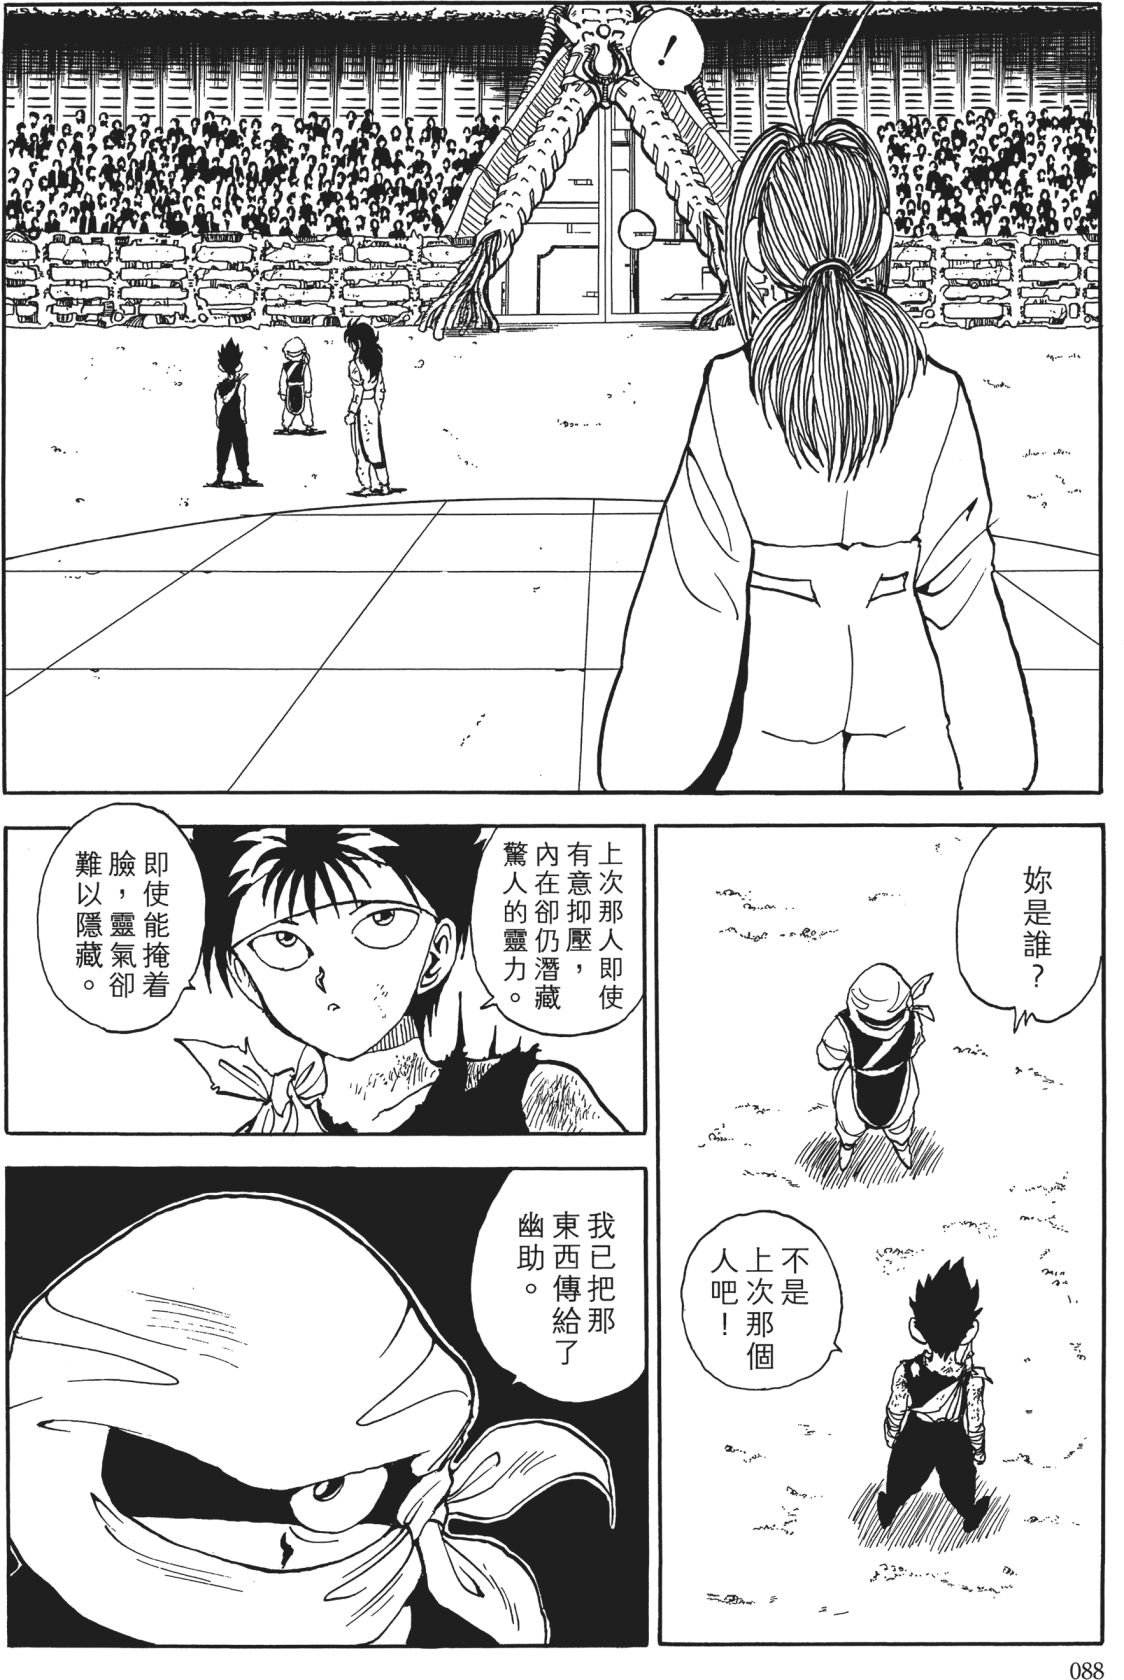 !
妳是誰?
不是
上次那個
人吧!
上次那人即使
有意抑壓，
內在卻仍潛藏
驚人的靈力。
即使能掩着
臉，靈氣卻
難以隱藏。
我已把那
東西傳給了
幽助。
088